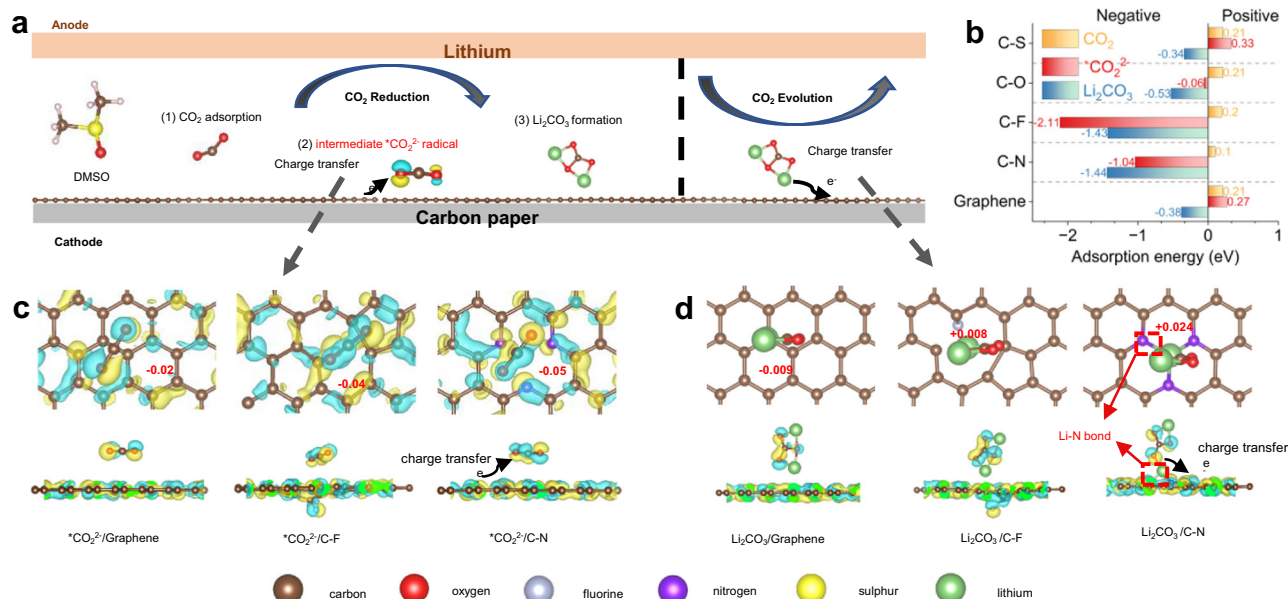 a
Anode
Lithium
CO₂ Reduction
CO₂ Evolution
(1) CO₂ adsorption
(3) Li₂CO₃ formation
(2) intermediate *CO₂²⁻ radical
Charge transfer
Charge transfer
DMSO
e⁻
e⁻
Carbon paper
Cathode
b
Negative
Positive
C-S
C-O
C-F
C-N
Graphene
CO₂
*CO₂²⁻
Li₂CO₃
0.21
0.33
-0.34
0.21
-0.06
-0.53
0.2
-2.11
-1.43
0.1
-1.04
-1.44
0.21
0.27
-0.38
−2
−1
0
1
Adsorption energy (eV)
c
-0.02
-0.04
-0.05
charge transfer
e⁻
*CO₂²⁻/Graphene
*CO₂²⁻/C-F
*CO₂²⁻/C-N
d
-0.009
+0.008
+0.024
Li-N bond
charge transfer
e⁻
Li₂CO₃/Graphene
Li₂CO₃/C-F
Li₂CO₃/C-N
carbon
oxygen
fluorine
nitrogen
sulphur
lithium